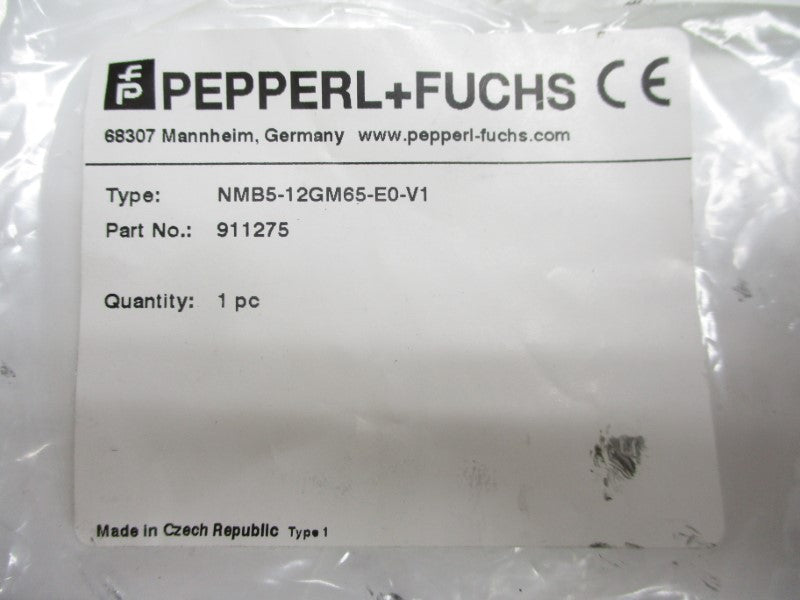 PEPPERL+FUCHS CE
68307 Mannheim, Germany www.pepperl-fuchs.com
Type: NMB5-12GM65-E0-V1
Part No.: 911275
Quantity: 1 pc
Made in Czech Republic Type 1